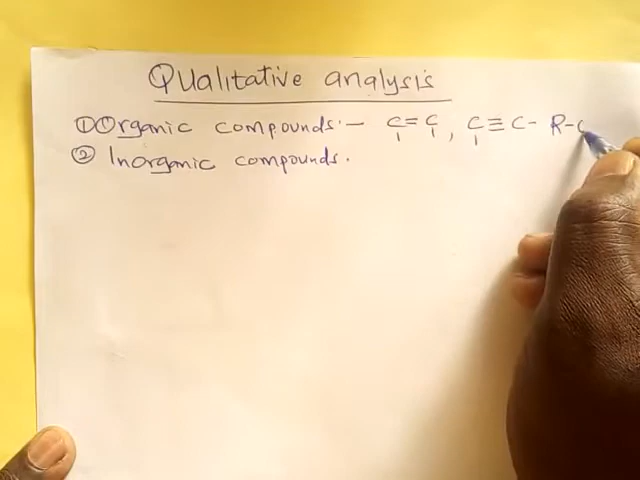 Qualitative analysis
① Organic compounds:- C=C, C≡C- R-C
② Inorganic compounds.